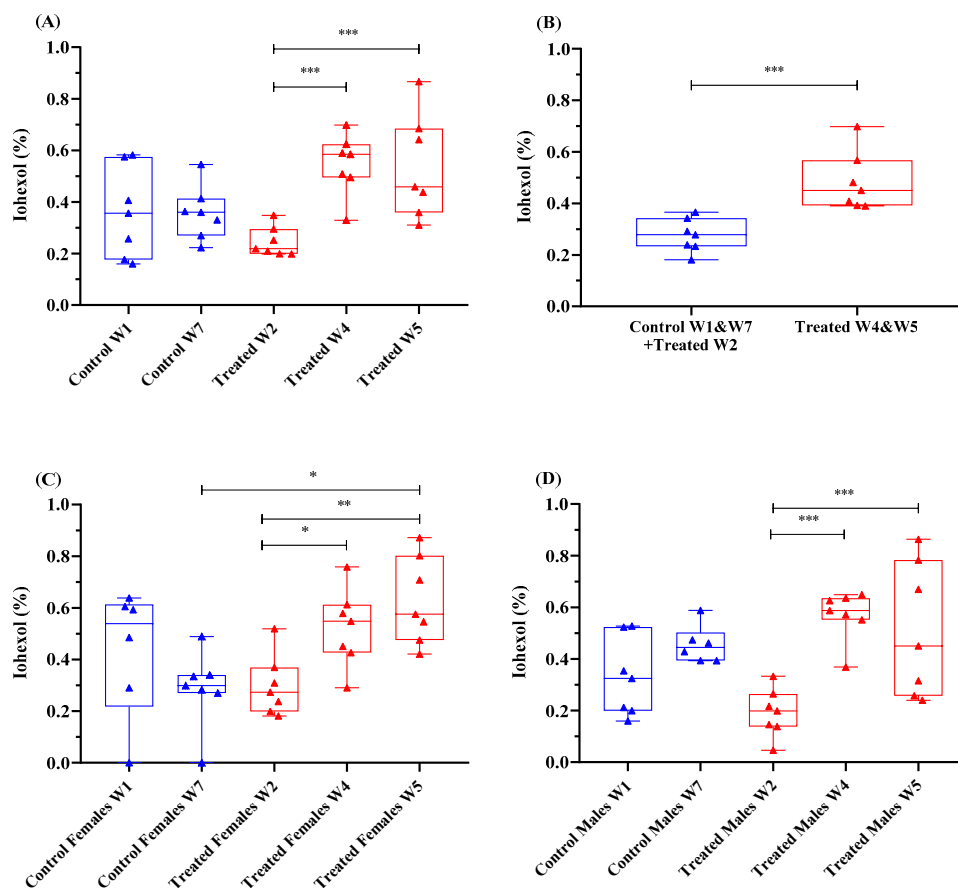 (A)
Iohexol (%)
1.0
0.8
0.6
0.4
0.2
0.0
***
***
Control W1
Control W7
Treated W2
Treated W4
Treated W5
(B)
Iohexol (%)
1.0
0.8
0.6
0.4
0.2
0.0
***
Control W1&W7
+Treated W2
Treated W4&W5
(C)
Iohexol (%)
1.0
0.8
0.6
0.4
0.2
0.0
*
**
*
Control Females W1
Control Females W7
Treated Females W2
Treated Females W4
Treated Females W5
(D)
Iohexol (%)
1.0
0.8
0.6
0.4
0.2
0.0
***
***
Control Males W1
Control Males W7
Treated Males W2
Treated Males W4
Treated Males W5